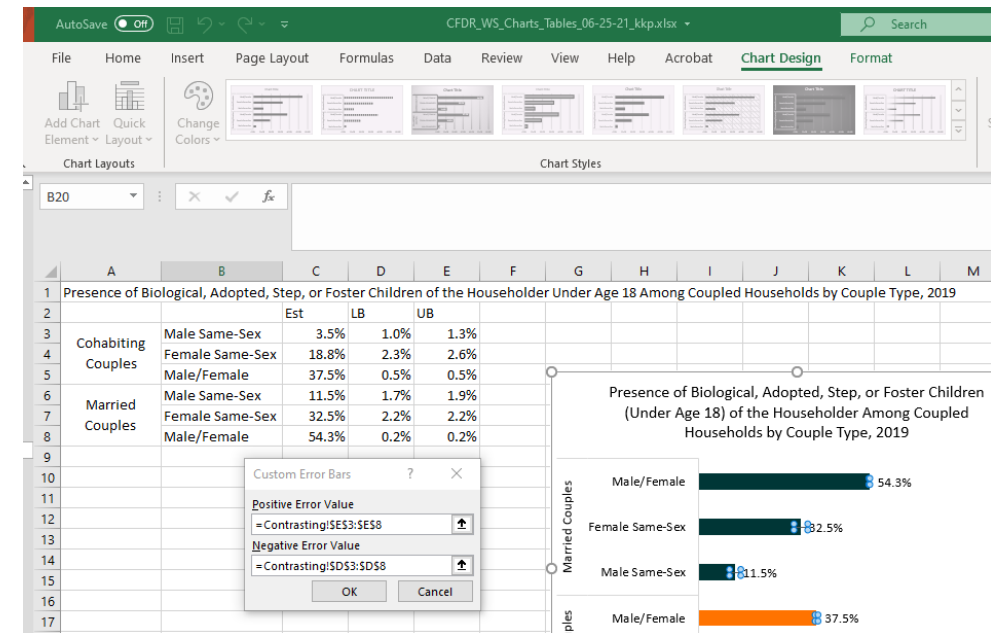 AutoSave Off CFDR_WS_Charts_Tables_06-25-21_kkp.xlsx Search
File Home Insert Page Layout Formulas Data Review View Help Acrobat Chart Design Format
Add Chart Element Quick Layout Change Colors
Chart Layouts Chart Styles
B20 fx
A B C D E F G H I J K L M
1 Presence of Biological, Adopted, Step, or Foster Children of the Householder Under Age 18 Among Coupled Households by Couple Type, 2019
2 Est LB UB
3 Cohabiting Couples Male Same-Sex 3.5% 1.0% 1.3%
4 Female Same-Sex 18.8% 2.3% 2.6%
5 Male/Female 37.5% 0.5% 0.5%
6 Married Couples Male Same-Sex 11.5% 1.7% 1.9%
7 Female Same-Sex 32.5% 2.2% 2.2%
8 Male/Female 54.3% 0.2% 0.2%
9
10
11
12
13
14
15
16
17
Custom Error Bars ?
Positive Error Value
=Contrasting!$E$3:$E$8
Negative Error Value
=Contrasting!$D$3:$D$8
OK Cancel
Presence of Biological, Adopted, Step, or Foster Children
(Under Age 18) of the Householder Among Coupled
Households by Couple Type, 2019
Married Couples
Male/Female 54.3%
Female Same-Sex 32.5%
Male Same-Sex 11.5%
Male/Female 37.5%